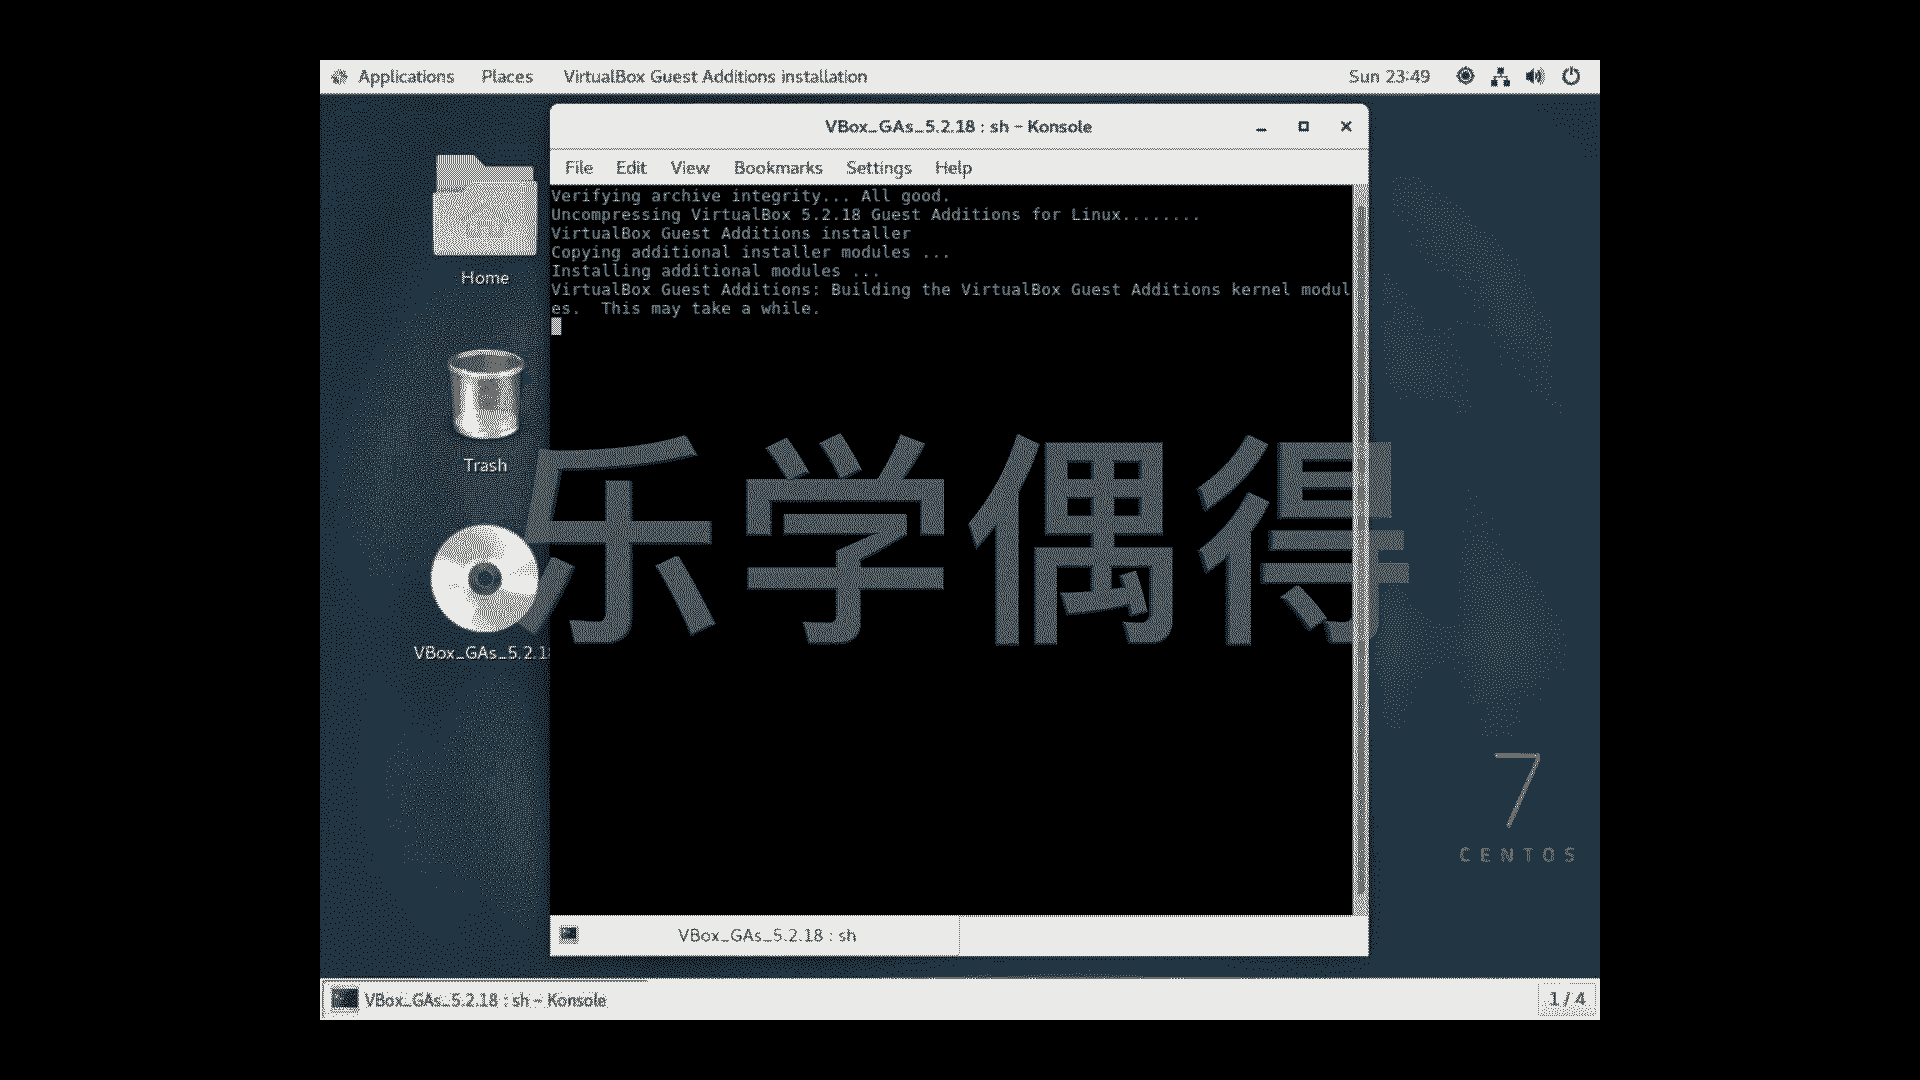 Applications Places VirtualBox Guest Additions installation Sun 23:49
VBox_GAs_5.2.18 : sh – Konsole
File Edit View Bookmarks Settings Help
Verifying archive integrity... All good.
Uncompressing VirtualBox 5.2.18 Guest Additions for Linux........
VirtualBox Guest Additions installer
Copying additional installer modules ...
Installing additional modules ...
VirtualBox Guest Additions: Building the VirtualBox Guest Additions kernel modul
es.  This may take a while.
Home
Trash
VBox_GAs_5.2.1
乐学偶得
7
CENTOS
VBox_GAs_5.2.18 : sh
VBox_GAs_5.2.18 : sh – Konsole
1 / 4